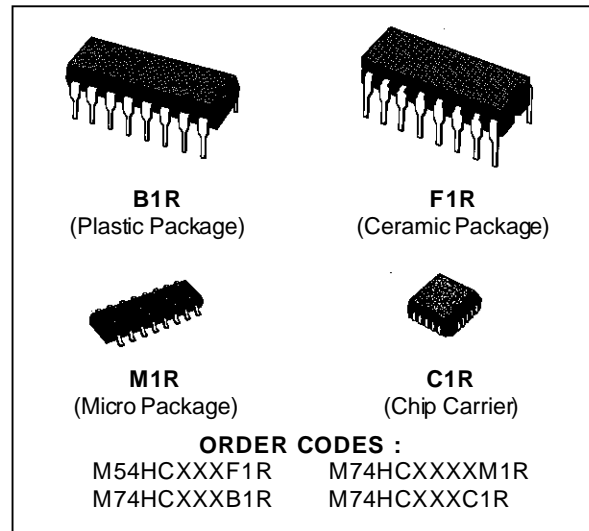 B1R
(Plastic Package)
F1R
(Ceramic Package)
M1R
(Micro Package)
C1R
(Chip Carrier)
ORDER CODES :
M54HCXXXF1R M74HCXXXXM1R
M74HCXXXB1R M74HCXXXC1R